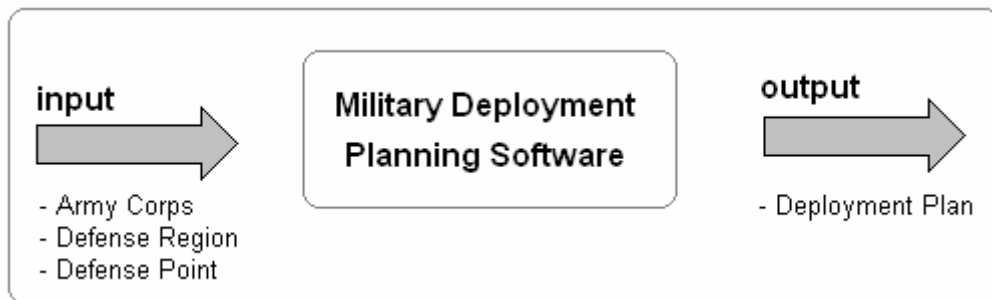 input
- Army Corps
- Defense Region
- Defense Point
Military Deployment
Planning Software
output
- Deployment Plan